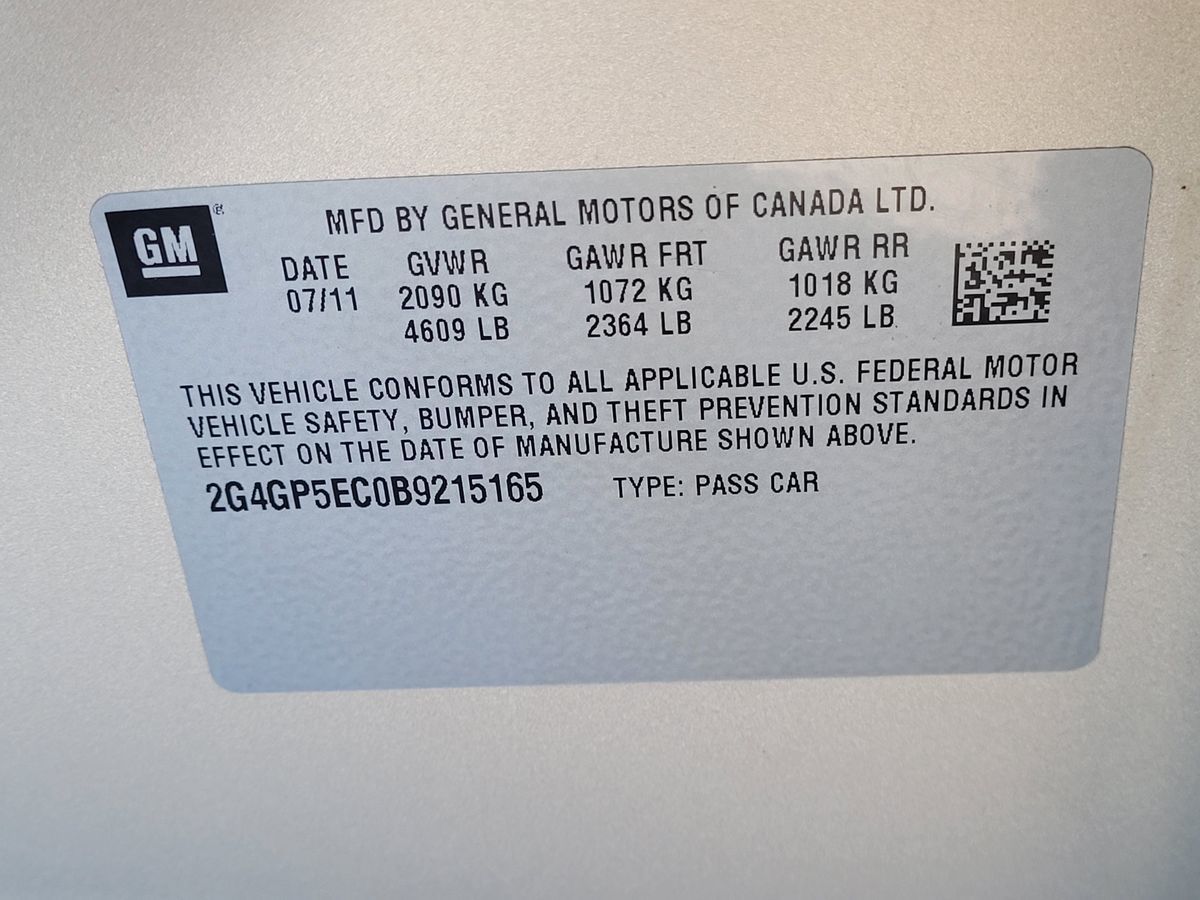 GM ®
MFD BY GENERAL MOTORS OF CANADA LTD.
DATE GVWR GAWR FRT GAWR RR
07/11 2090 KG 1072 KG 1018 KG
4609 LB 2364 LB 2245 LB
THIS VEHICLE CONFORMS TO ALL APPLICABLE U.S. FEDERAL MOTOR
VEHICLE SAFETY, BUMPER, AND THEFT PREVENTION STANDARDS IN
EFFECT ON THE DATE OF MANUFACTURE SHOWN ABOVE.
2G4GP5EC0B9215165 TYPE: PASS CAR